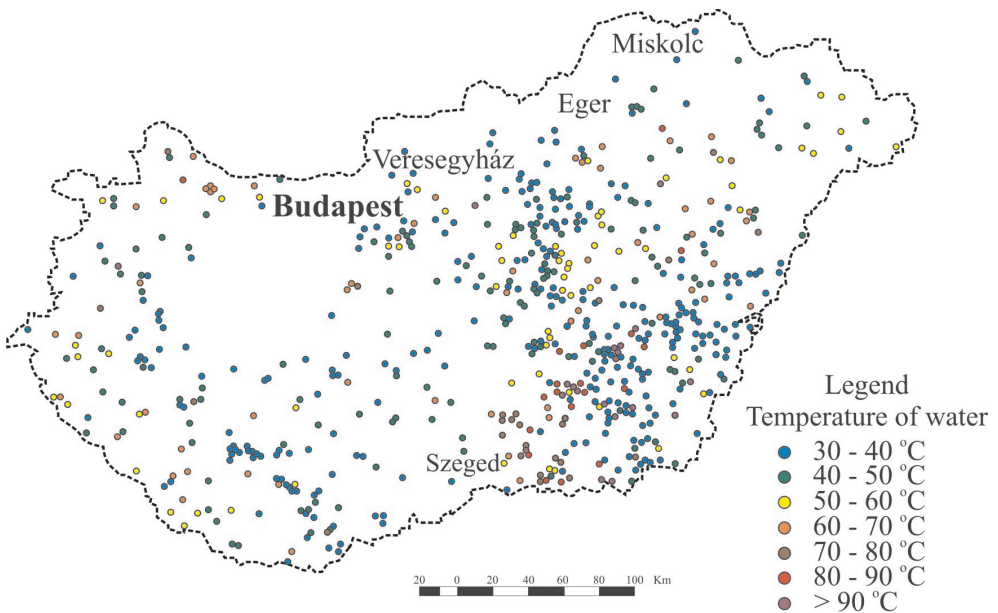 Miskolc
Eger
Veresegyház
Budapest
Szeged
Legend
Temperature of water
30 - 40 °C
40 - 50 °C
50 - 60 °C
60 - 70 °C
70 - 80 °C
80 - 90 °C
> 90 °C
20 0 20 40 60 80 100 Km